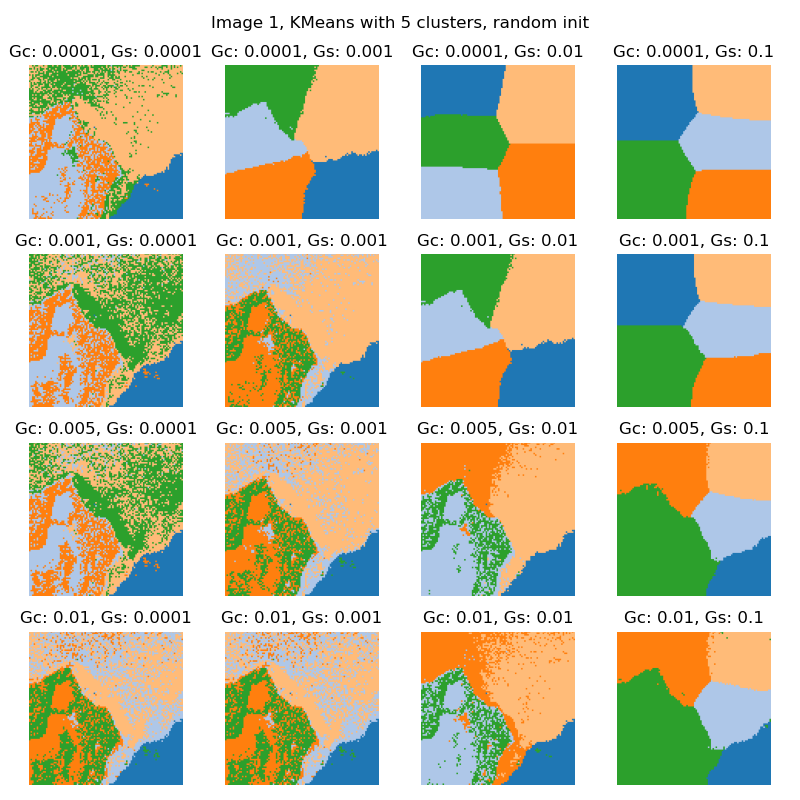 Image 1, KMeans with 5 clusters, random init
Gc: 0.0001, Gs: 0.0001
Gc: 0.0001, Gs: 0.001
Gc: 0.0001, Gs: 0.01
Gc: 0.0001, Gs: 0.1
Gc: 0.001, Gs: 0.0001
Gc: 0.001, Gs: 0.001
Gc: 0.001, Gs: 0.01
Gc: 0.001, Gs: 0.1
Gc: 0.005, Gs: 0.0001
Gc: 0.005, Gs: 0.001
Gc: 0.005, Gs: 0.01
Gc: 0.005, Gs: 0.1
Gc: 0.01, Gs: 0.0001
Gc: 0.01, Gs: 0.001
Gc: 0.01, Gs: 0.01
Gc: 0.01, Gs: 0.1